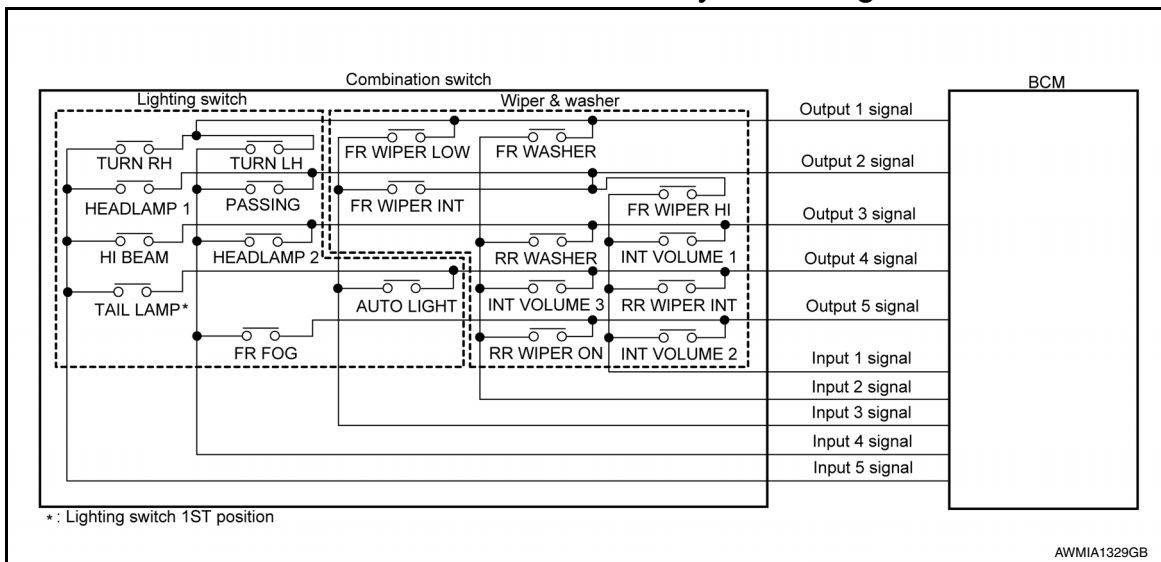 Combination switch
BCM
Lighting switch
Wiper & washer
Output 1 signal
TURN RH
TURN LH
FR WIPER LOW
FR WASHER
Output 2 signal
HEADLAMP 1
PASSING
FR WIPER INT
FR WIPER HI
Output 3 signal
HI BEAM
HEADLAMP 2
RR WASHER
INT VOLUME 1
Output 4 signal
TAIL LAMP*
AUTO LIGHT
INT VOLUME 3
RR WIPER INT
Output 5 signal
FR FOG
RR WIPER ON
INT VOLUME 2
Input 1 signal
Input 2 signal
Input 3 signal
Input 4 signal
Input 5 signal
* : Lighting switch 1ST position
AWMIA1329GB